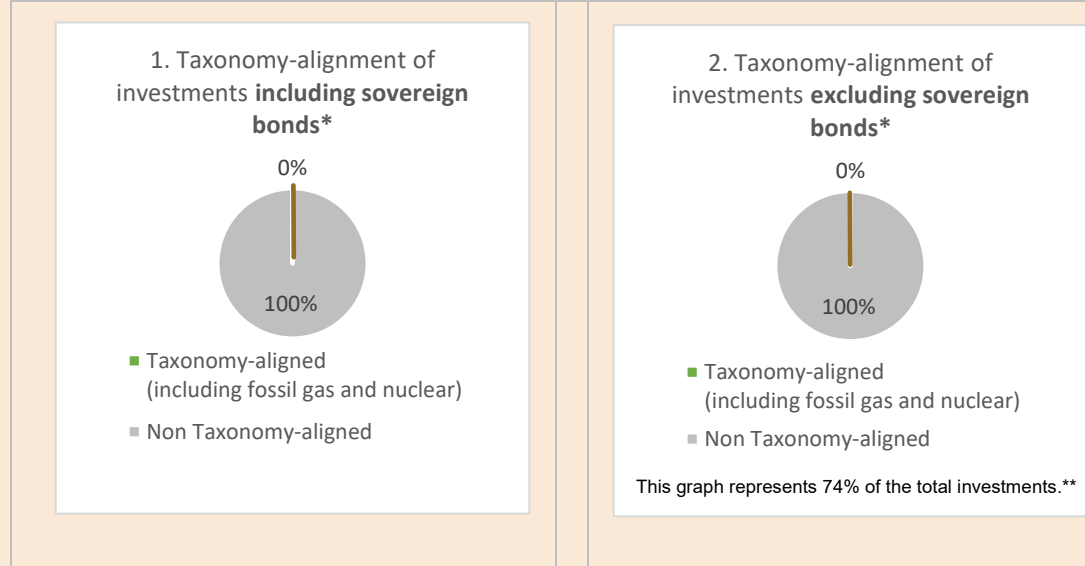 1. Taxonomy-alignment of
investments including sovereign
bonds*
0%
100%
Taxonomy-aligned
(including fossil gas and nuclear)
Non Taxonomy-aligned
2. Taxonomy-alignment of
investments excluding sovereign
bonds*
0%
100%
Taxonomy-aligned
(including fossil gas and nuclear)
Non Taxonomy-aligned
This graph represents 74% of the total investments.**